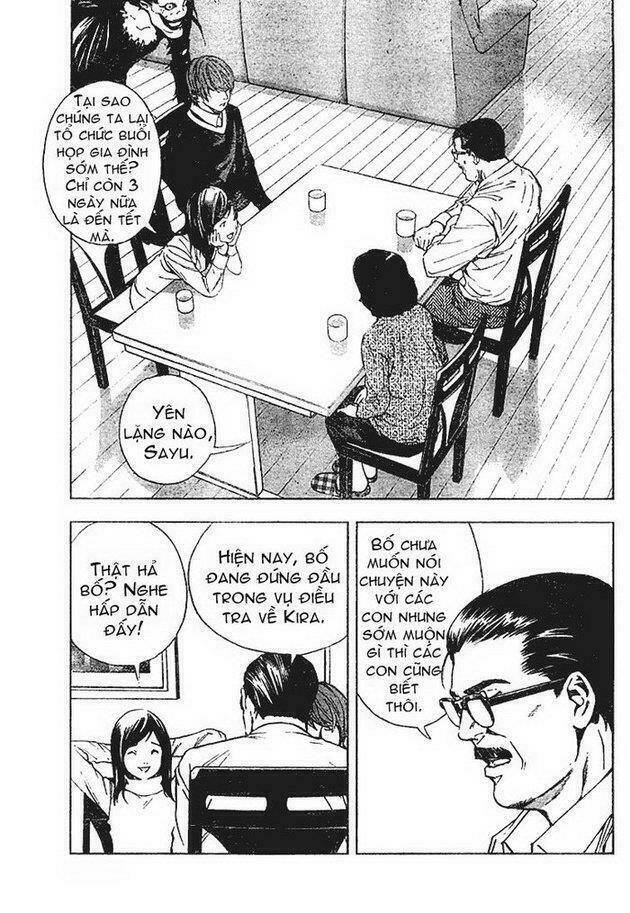 TẠI SAO
CHÚNG TA LẠI
TỔ CHỨC BUỔI
HỌP GIA ĐÌNH
SỚM THẾ?
CHỈ CÒN 3
NGÀY NỮA
LÀ ĐẾN TẾT
MÀ.
YÊN
LẶNG NÀO,
SAYU.
BỐ CHƯA
MUỐN NÓI
CHUYỆN NÀY
VỚI CÁC
CON NHƯNG
SỚM MUỘN
GÌ THÌ CÁC
CON CŨNG
BIẾT
THÔI.
HIỆN NAY, BỐ
ĐANG ĐỨNG ĐẦU
TRONG VỤ ĐIỀU
TRA VỀ KIRA.
THẬT HẢ
BỐ? NGHE
HẤP DẪN
ĐẤY!